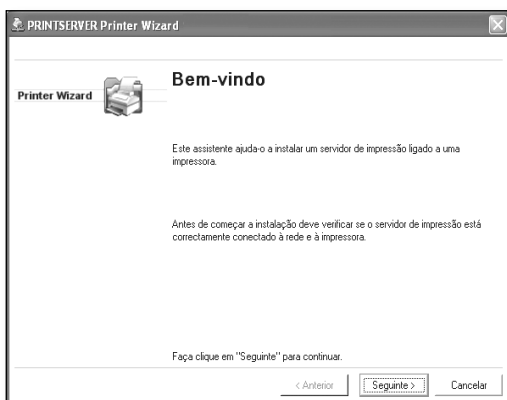 PRINTSERVER Printer Wizard
Printer Wizard
Bem-vindo
Este assistente ajuda-o a instalar um servidor de impressão ligado a uma
impressora.
Antes de começar a instalação deve verificar se o servidor de impressão está
correctamente conectado à rede e à impressora.
Faça clique em "Seguinte" para continuar.
< Anterior
Seguinte >
Cancelar